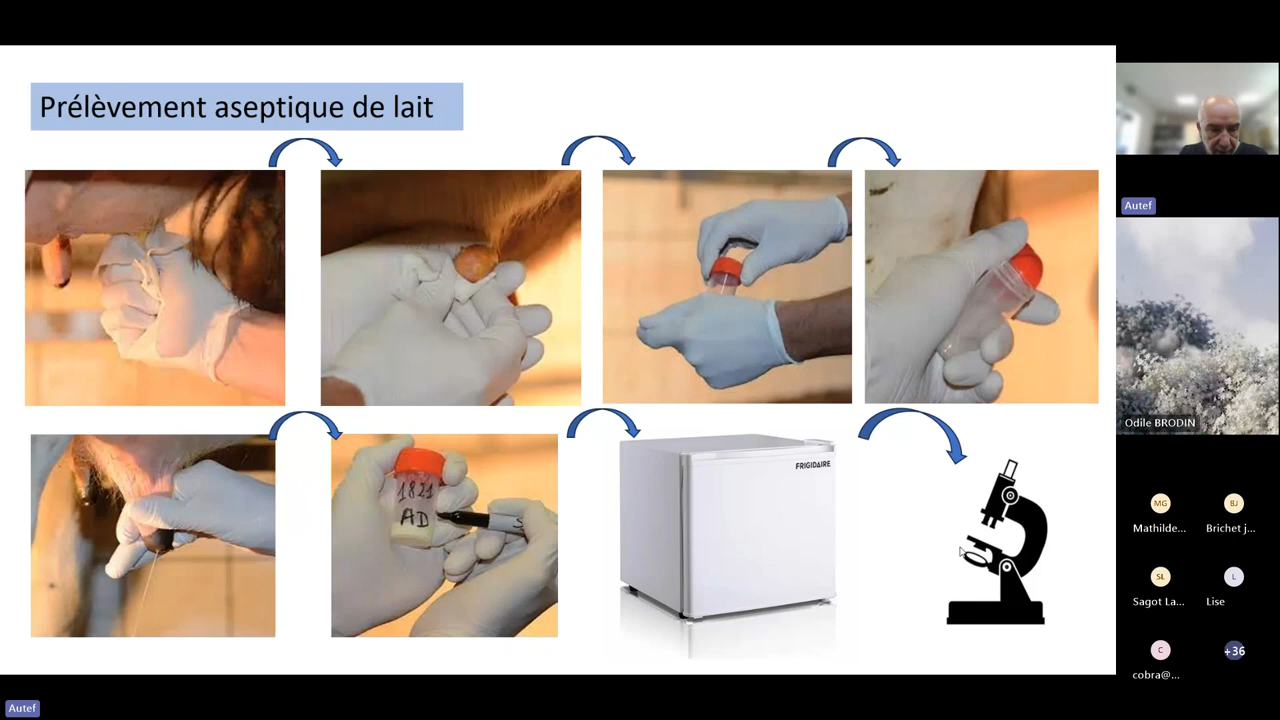 Prélèvement aseptique de lait
1821
AD
S
FRIGIDAIRE
Autef
Odile BRODIN
MG
BJ
Mathilde...
Brichet j...
SL
L
Sagot La...
Lise
C
+36
cobra@...
Autef